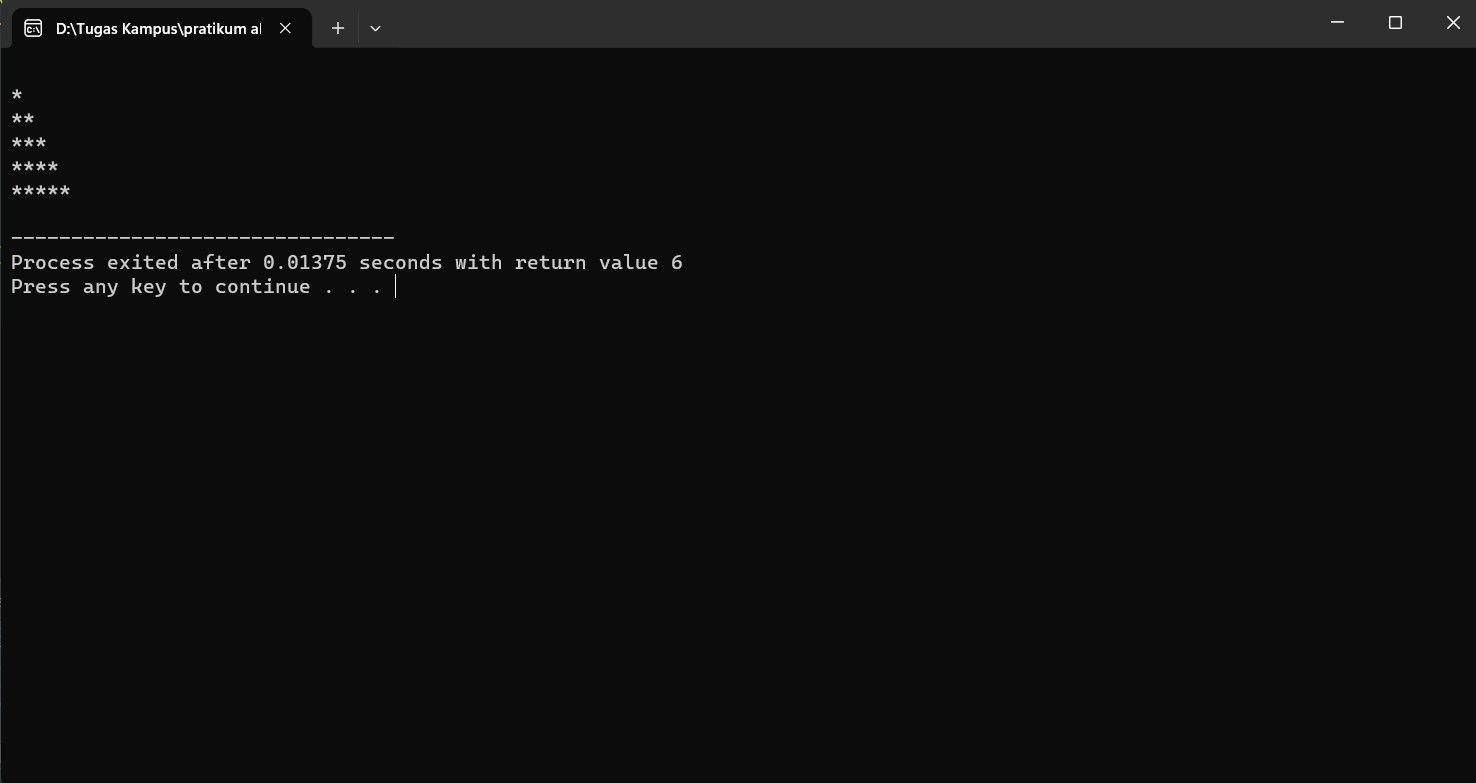 D:\Tugas Kampus\pratikum al
*
**
***
****
*****
--------------------------------
Process exited after 0.01375 seconds with return value 6
Press any key to continue . . .